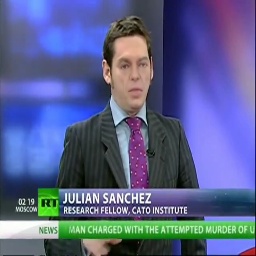 JULIAN SANCHEZ
02:19
MOSCOW
RT
RESEARCH FELLOW, CATO INSTITUTE
NEWS
MAN CHARGED WITH THE ATTEMPTED MURDER OF U